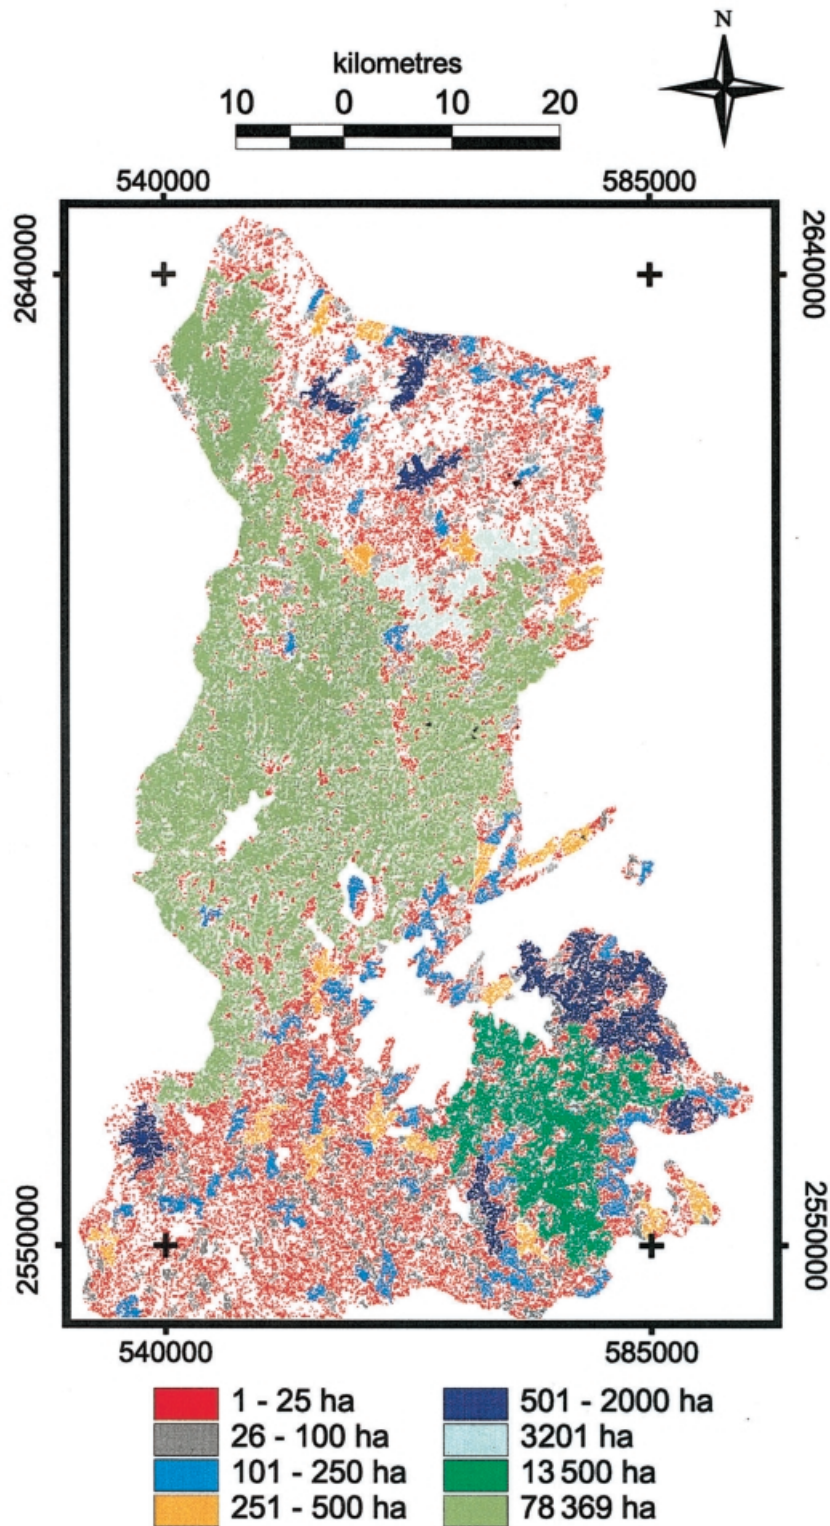 N
kilometres
10 0 10 20
540000 585000
2640000 2640000
2550000 2550000
540000 585000
1 - 25 ha 501 - 2000 ha
26 - 100 ha 3201 ha
101 - 250 ha 13 500 ha
251 - 500 ha 78 369 ha